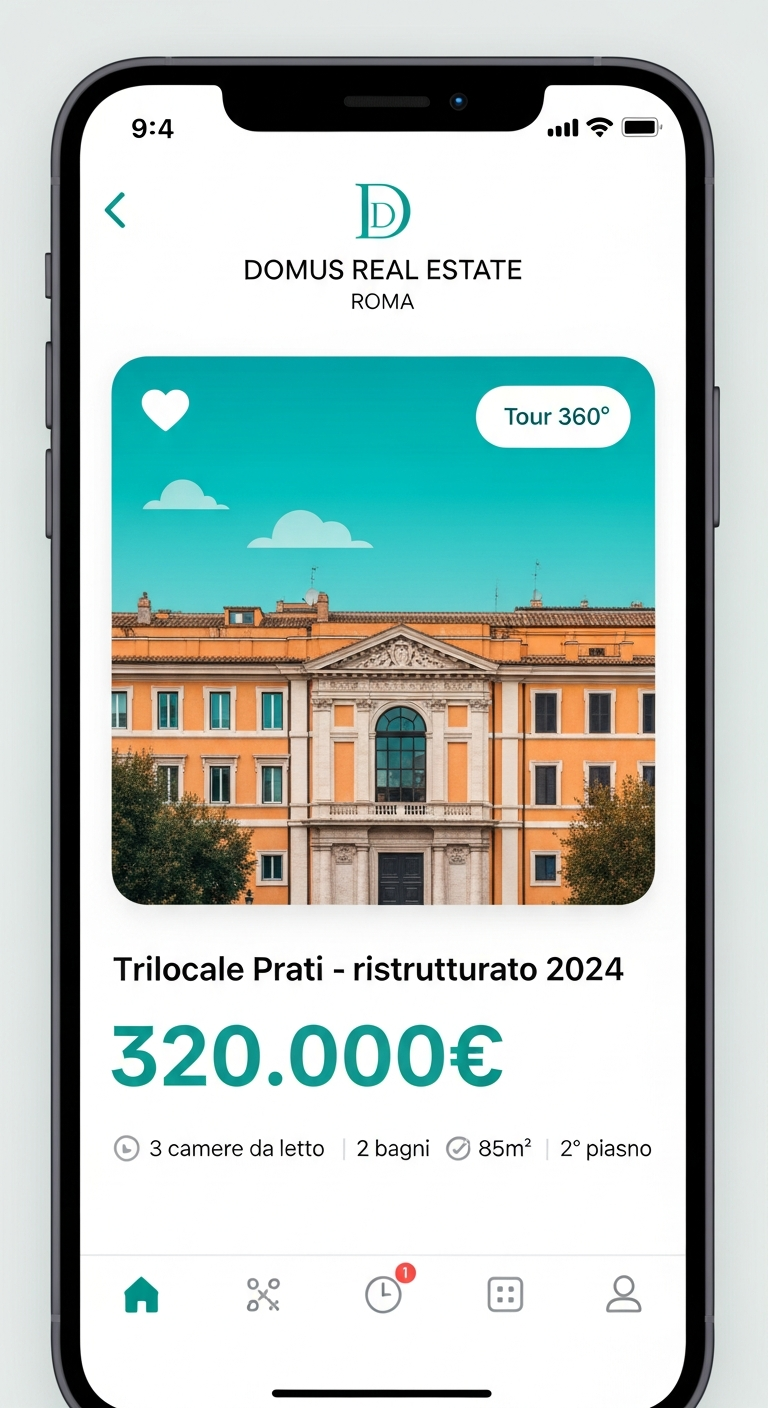 9:4
D
D
DOMUS REAL ESTATE
ROMA
Tour 360°
Trilocale Prati - ristrutturato 2024
320.000€
3 camere da letto | 2 bagni 85m² | 2° piasno
1